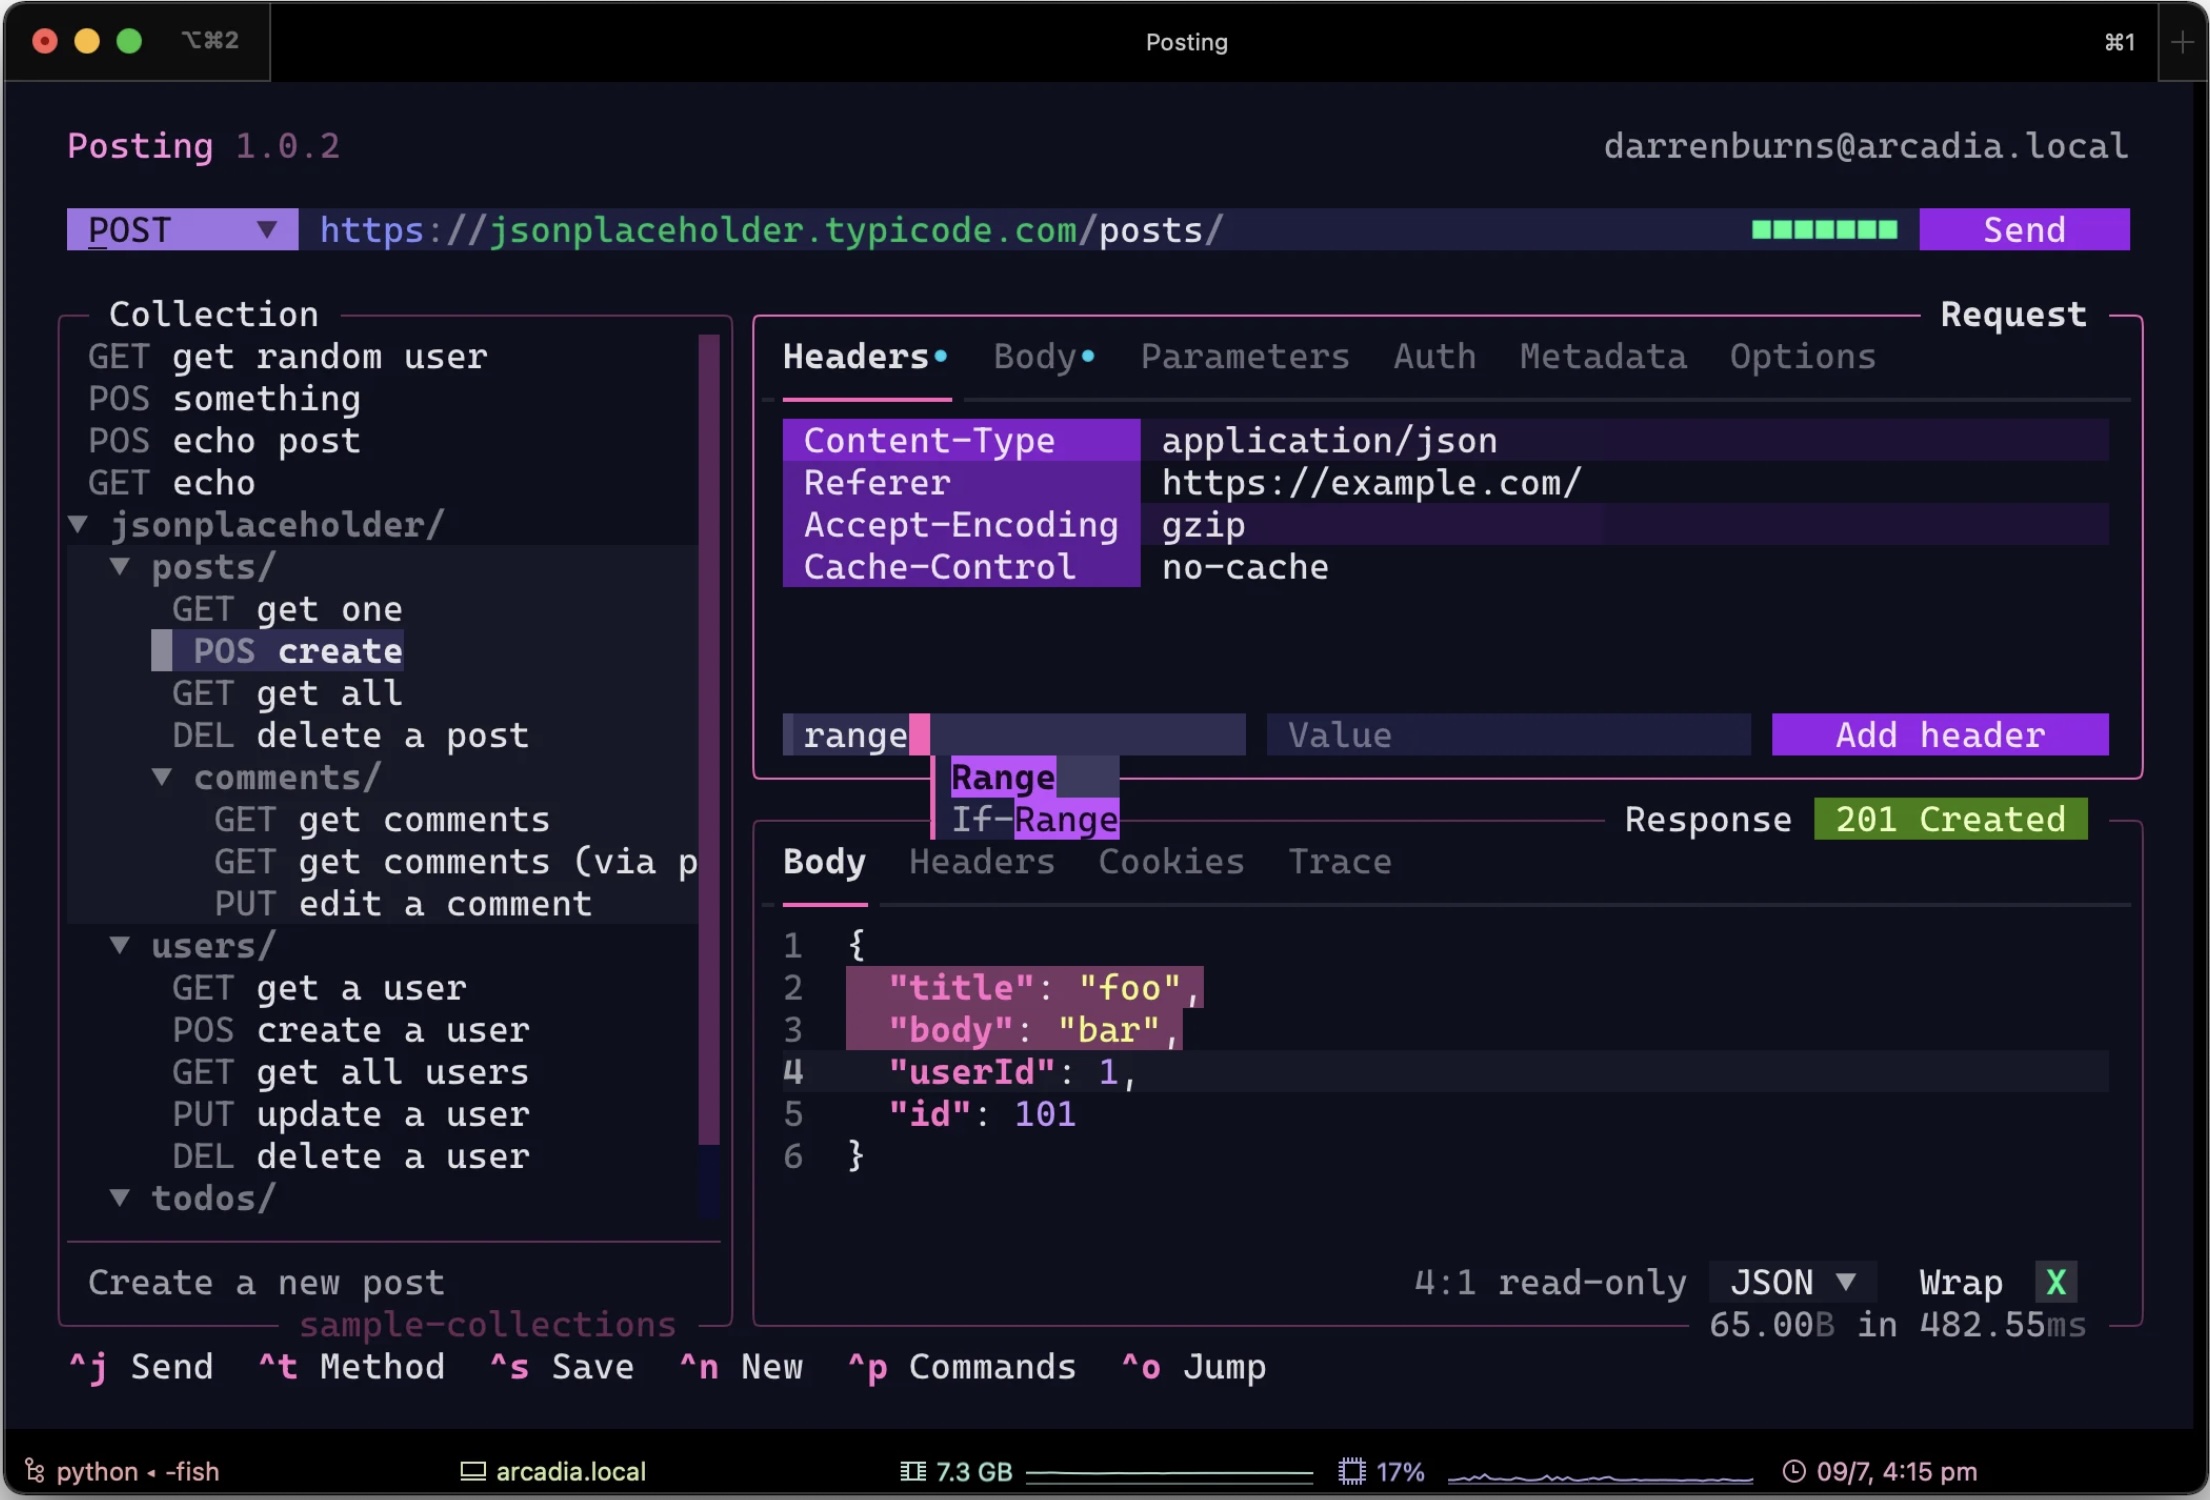 ⌥⌘2 Posting ⌘1 +
Posting 1.0.2 darrenburns@arcadia.local
POST ▼ https://jsonplaceholder.typicode.com/posts/ Send
Collection
GET get random user
POS something
POS echo post
GET echo
▼ jsonplaceholder/
▼ posts/
GET get one
POS create
GET get all
DEL delete a post
▼ comments/
GET get comments
GET get comments (via p
PUT edit a comment
▼ users/
GET get a user
POS create a user
GET get all users
PUT update a user
DEL delete a user
▼ todos/
Create a new post
sample-collections
Request
Headers• Body• Parameters Auth Metadata Options
Content-Type application/json
Referer https://example.com/
Accept-Encoding gzip
Cache-Control no-cache
range Value Add header
Range
If-Range
Response 201 Created
Body Headers Cookies Trace
1 {
2 "title": "foo",
3 "body": "bar",
4 "userId": 1,
5 "id": 101
6 }
4:1 read-only JSON ▼ Wrap X
65.00B in 482.55ms
^j Send ^t Method ^s Save ^n New ^p Commands ^o Jump
python ◂ -fish arcadia.local 7.3 GB 17% 09/7, 4:15 pm